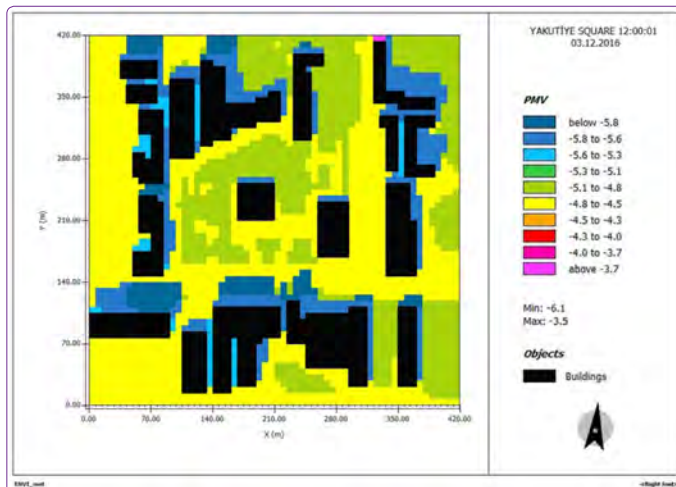 YAKUTİYE SQUARE 12:00:01
03.12.2016
PMV
below -5.8
-5.8 to -5.6
-5.6 to -5.3
-5.3 to -5.1
-5.1 to -4.8
-4.8 to -4.5
-4.5 to -4.3
-4.3 to -4.0
-4.0 to -3.7
above -3.7
Min: -6.1
Max: -3.5
Objects
Buildings
420.00
350.00
280.00
210.00
140.00
70.00
0.00
Y (m)
0.00 70.00 140.00 210.00 280.00 350.00 420.00
X (m)